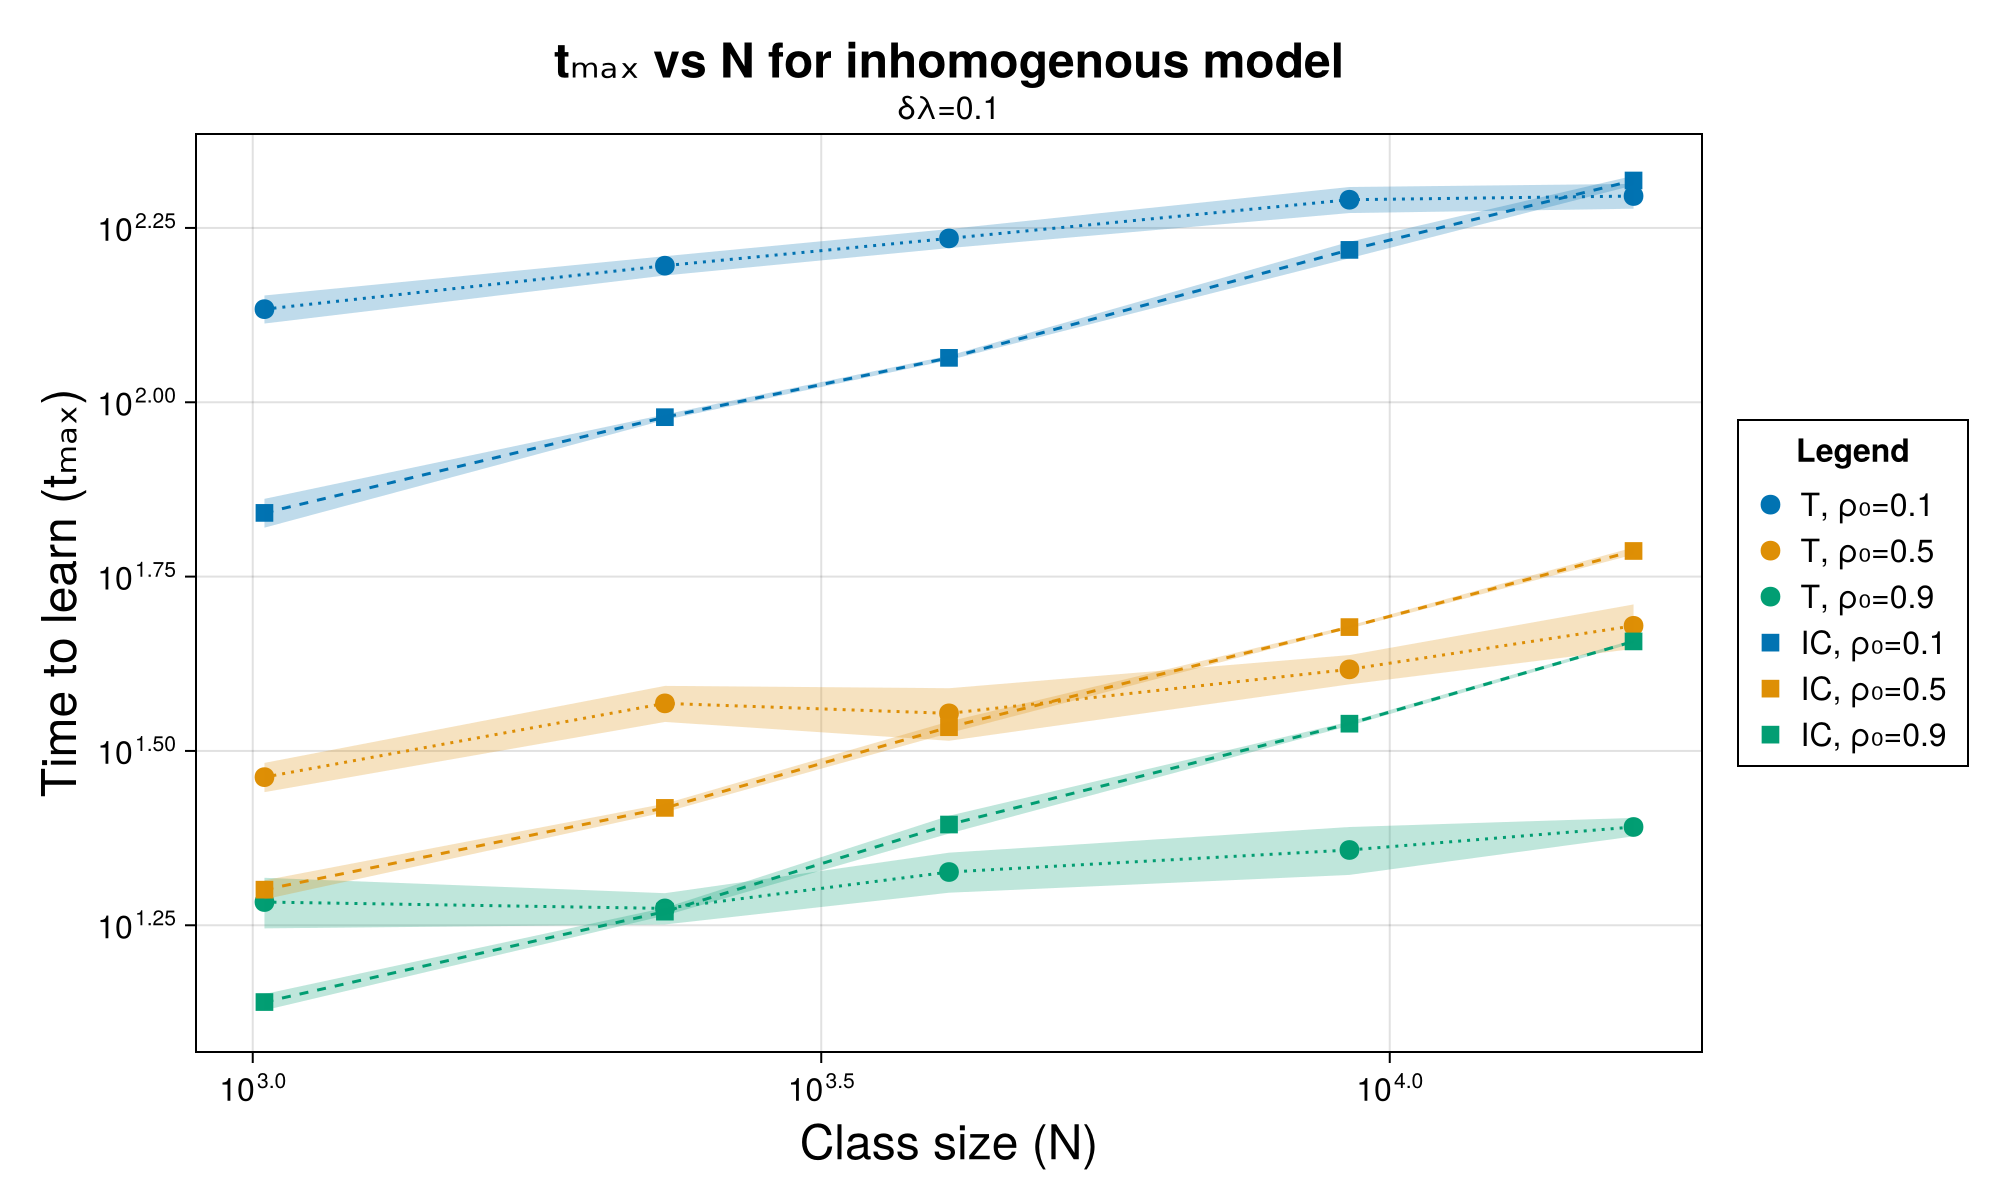 tₘₐₓ vs N for inhomogenous model
δλ=0.1
Time to learn (tₘₐₓ)
10^2.25
10^2.00
10^1.75
10^1.50
10^1.25
10^3.0
10^3.5
10^4.0
Class size (N)
Legend
T, ρ₀=0.1
T, ρ₀=0.5
T, ρ₀=0.9
IC, ρ₀=0.1
IC, ρ₀=0.5
IC, ρ₀=0.9